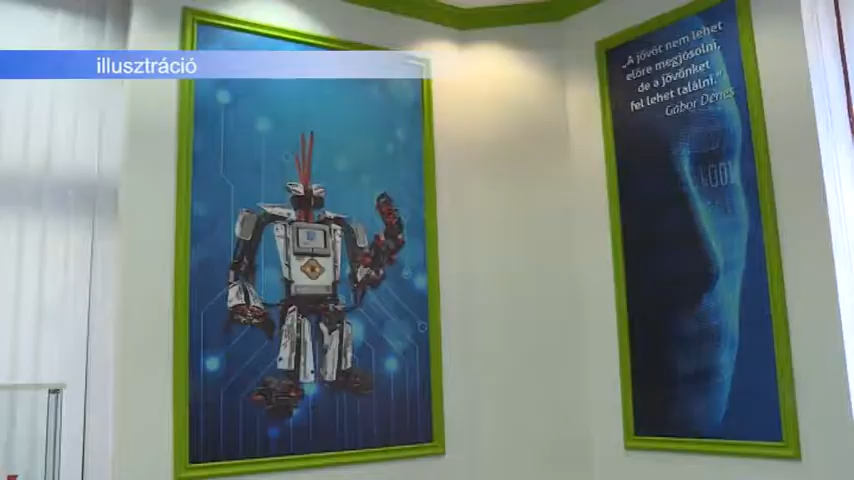 illusztráció
„A jövőt nem lehet
előre megjósolni,
de a jövőnket
fel lehet találni."
Gábor Dénes